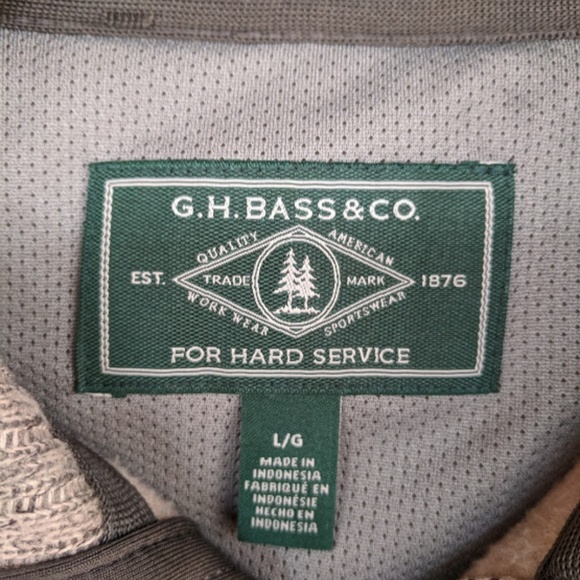 G.H.BASS&CO.
QUALITY AMERICAN
EST. TRADE MARK 1876
WORK WEAR SPORTSWEAR
FOR HARD SERVICE
L/G
MADE IN
INDONESIA
FABRIQUÉ EN
INDONÉSIE
HECHO EN
INDONESIA